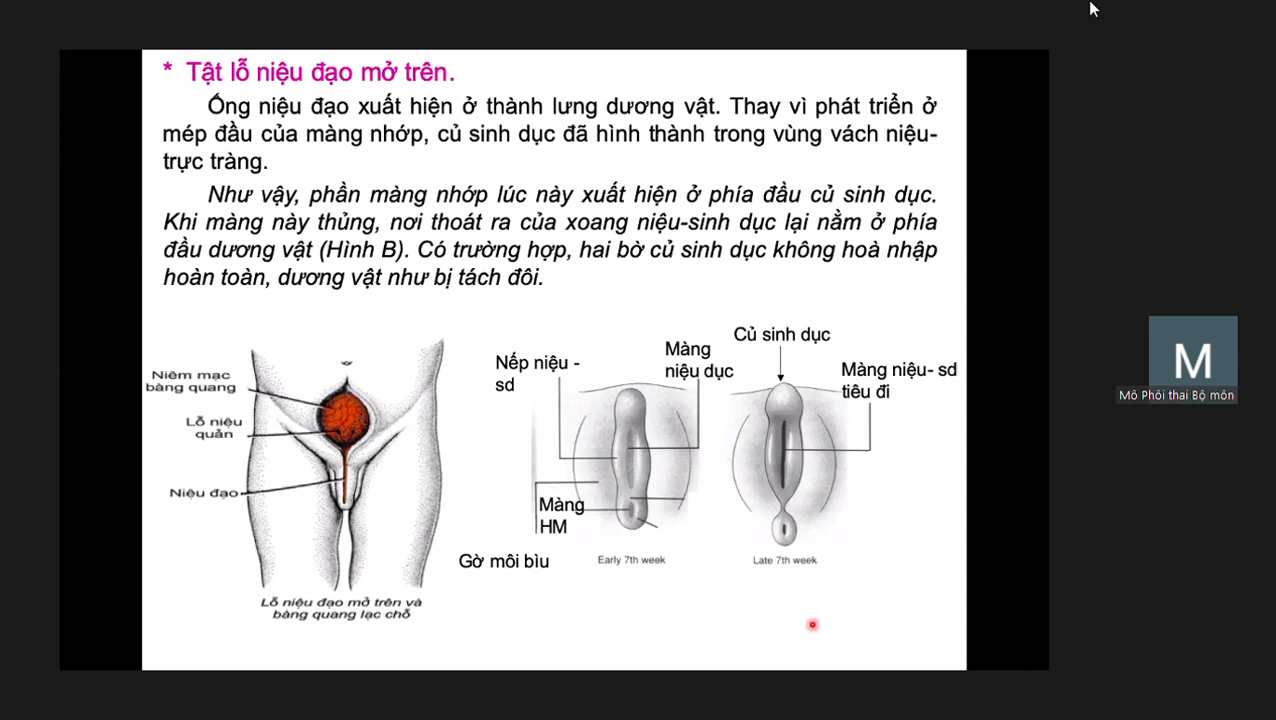 * Tật lỗ niệu đạo mở trên.
Ống niệu đạo xuất hiện ở thành lưng dương vật. Thay vì phát triển ở
mép đầu của màng nhớp, củ sinh dục đã hình thành trong vùng vách niệu-
trực tràng.
Như vậy, phần màng nhớp lúc này xuất hiện ở phía đầu củ sinh dục.
Khi màng này thủng, nơi thoát ra của xoang niệu-sinh dục lại nằm ở phía
đầu dương vật (Hình B). Có trường hợp, hai bờ củ sinh dục không hoà nhập
hoàn toàn, dương vật như bị tách đôi.
Niêm mạc
bàng quang
Lỗ niệu
quản
Niệu đạo
Lỗ niệu đạo mở trên và
bàng quang lạc chỗ
Nếp niệu -
sd
Màng
niệu dục
Củ sinh dục
Màng niệu- sd
tiêu đi
Màng
HM
Gờ môi bìu
Early 7th week
Late 7th week
M
Mô Phôi thai Bộ môn